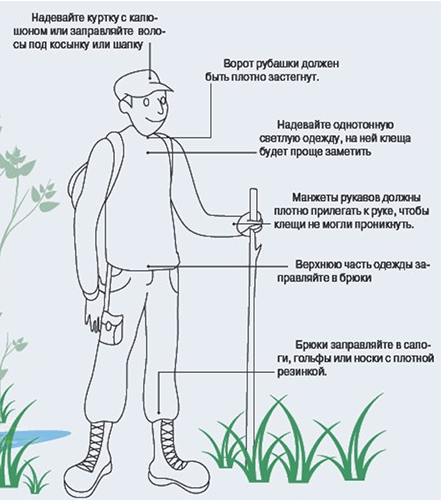 Надевайте куртку с капю-
шоном или заправляйте воло-
сы под косынку или шапку
Ворот рубашки должен
быть плотно застегнут.
Надевайте однотонную
светлую одежду, на ней клеща
будет проще заметить
Манжеты рукавов должны
плотно прилегать к руке, чтобы
клещи не могли проникнуть.
Верхнюю часть одежды за-
правляйте в брюки
Брюки заправляйте в сапо-
ги, гольфы или носки с плотной
резинкой.